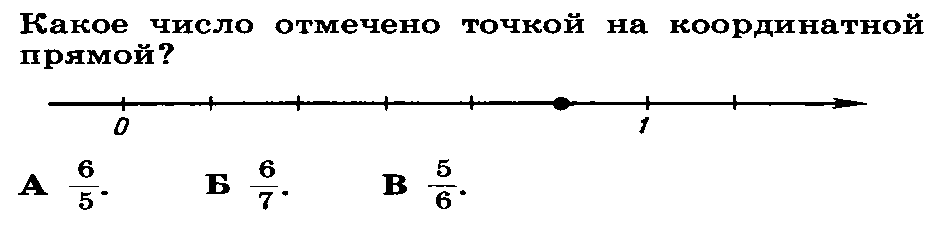 Какое число отмечено точкой на координатной
прямой?
0 1
А 6/5. Б 6/7. В 5/6.